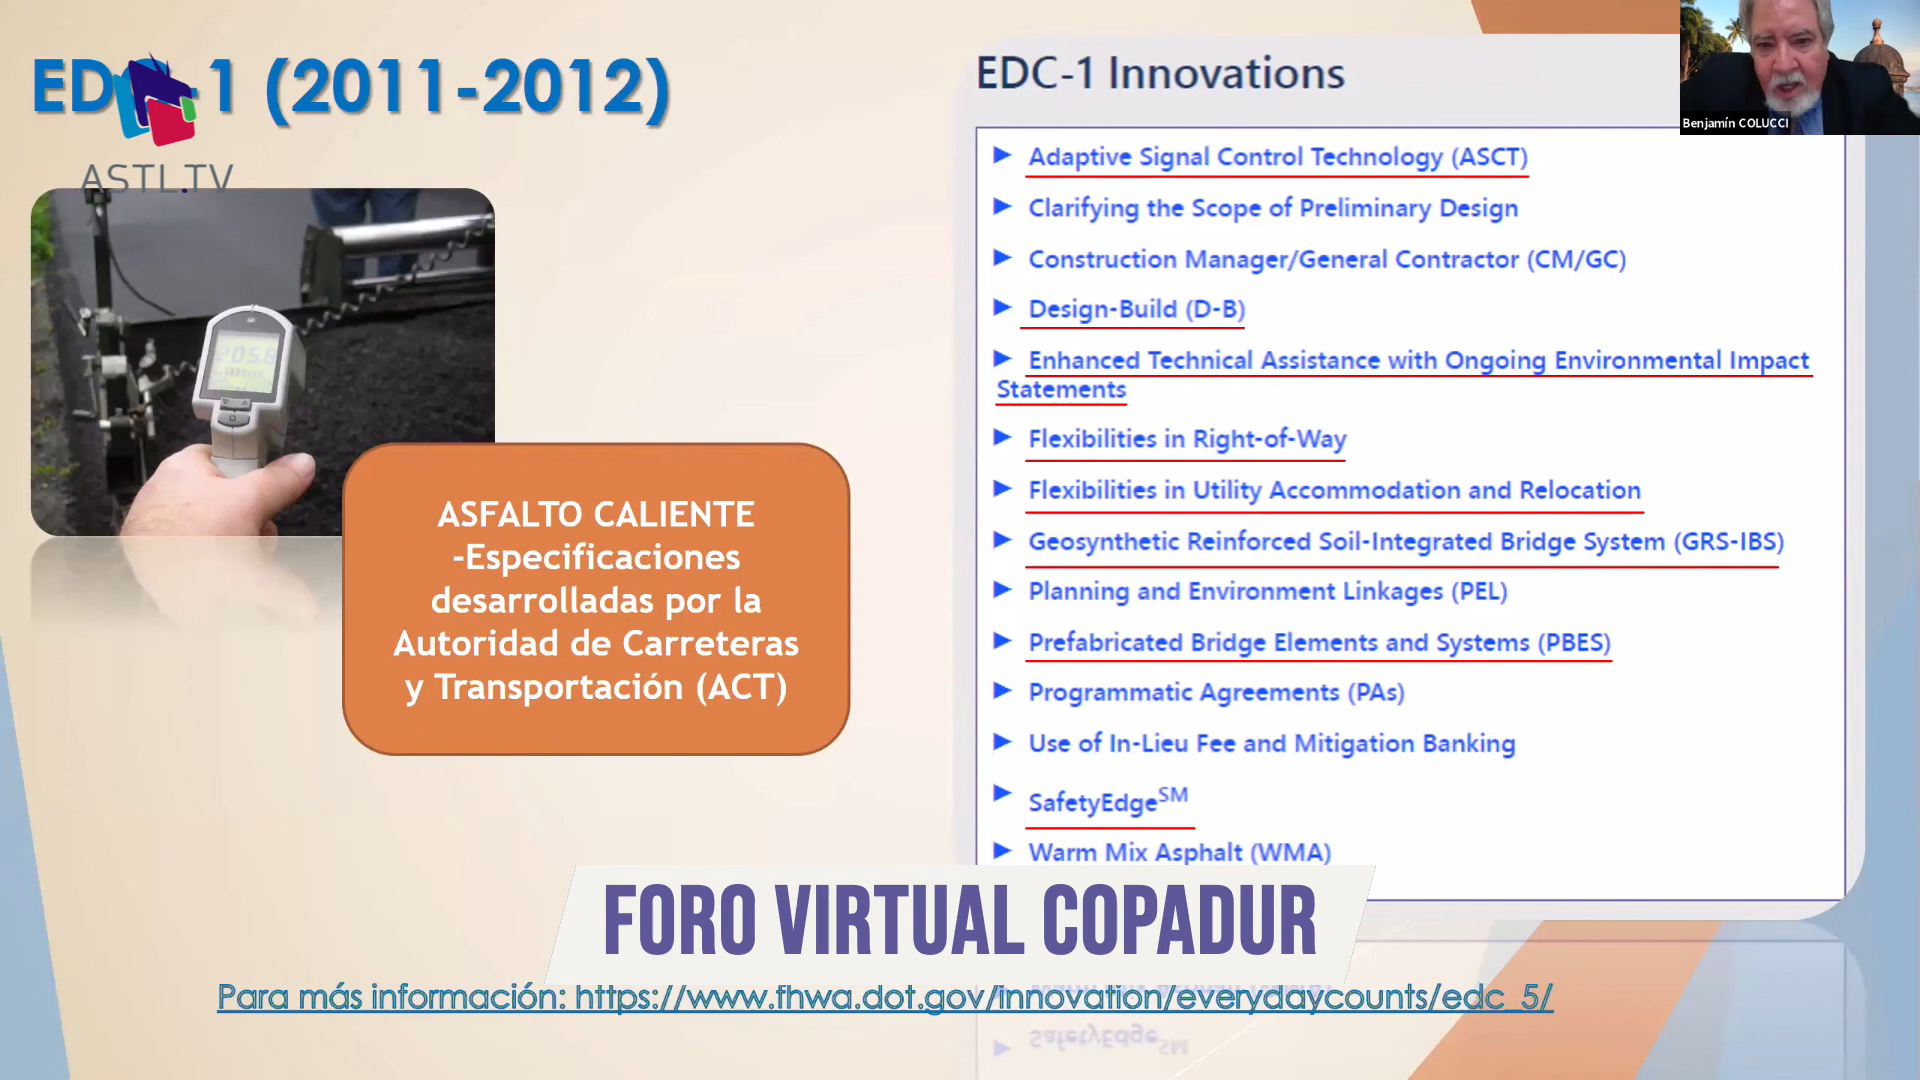 EDC-1 (2011-2012)
ASTL.TV
205.8
ASFALTO CALIENTE
-Especificaciones
desarrolladas por la
Autoridad de Carreteras
y Transportación (ACT)
EDC-1 Innovations
Adaptive Signal Control Technology (ASCT)
Clarifying the Scope of Preliminary Design
Construction Manager/General Contractor (CM/GC)
Design-Build (D-B)
Enhanced Technical Assistance with Ongoing Environmental Impact
Statements
Flexibilities in Right-of-Way
Flexibilities in Utility Accommodation and Relocation
Geosynthetic Reinforced Soil-Integrated Bridge System (GRS-IBS)
Planning and Environment Linkages (PEL)
Prefabricated Bridge Elements and Systems (PBES)
Programmatic Agreements (PAs)
Use of In-Lieu Fee and Mitigation Banking
SafetyEdgeSM
Warm Mix Asphalt (WMA)
Benjamín COLUCCI
FORO VIRTUAL COPADUR
Para más información: https://www.fhwa.dot.gov/innovation/everydaycounts/edc_5/